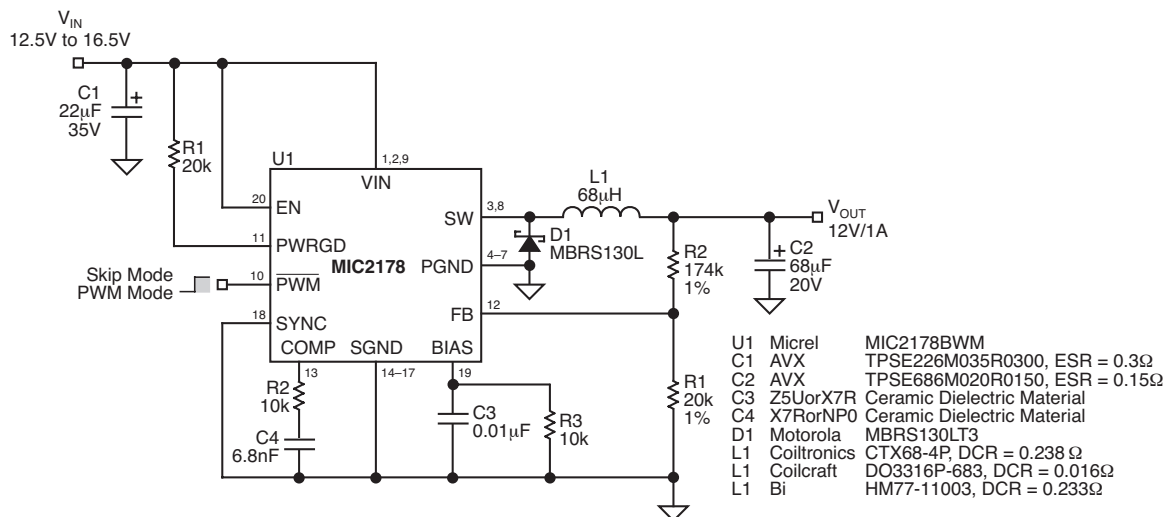 V_IN
12.5V to 16.5V
C1
22µF
35V
R1
20k
U1
1,2,9
VIN
20
EN
11
PWRGD
MIC2178
Skip Mode
PWM Mode
10
PWM
18
SYNC
COMP
SGND
BIAS
13
14–17
19
SW
3,8
PGND
4–7
FB
12
L1
68µH
D1
MBRS130L
V_OUT
12V/1A
R2
174k
1%
C2
68µF
20V
R1
20k
1%
R2
10k
C4
6.8nF
C3
0.01µF
R3
10k
U1 Micrel MIC2178BWM
C1 AVX TPSE226M035R0300, ESR = 0.3Ω
C2 AVX TPSE686M020R0150, ESR = 0.15Ω
C3 Z5UorX7R Ceramic Dielectric Material
C4 X7RorNP0 Ceramic Dielectric Material
D1 Motorola MBRS130LT3
L1 Coiltronics CTX68-4P, DCR = 0.238 Ω
L1 Coilcraft DO3316P-683, DCR = 0.016Ω
L1 Bi HM77-11003, DCR = 0.233Ω